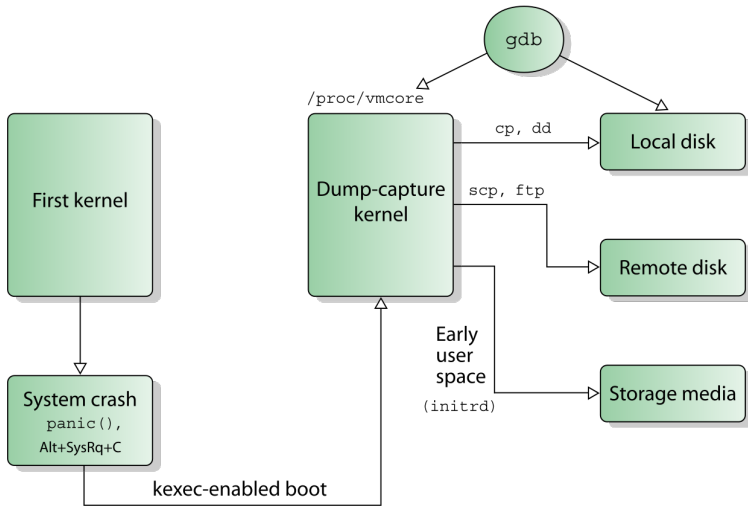 gdb
/proc/vmcore
cp, dd
Local disk
First kernel
Dump-capture
kernel
scp, ftp
Remote disk
Early
user
space
(initrd)
Storage media
System crash
panic(),
Alt+SysRq+C
kexec-enabled boot